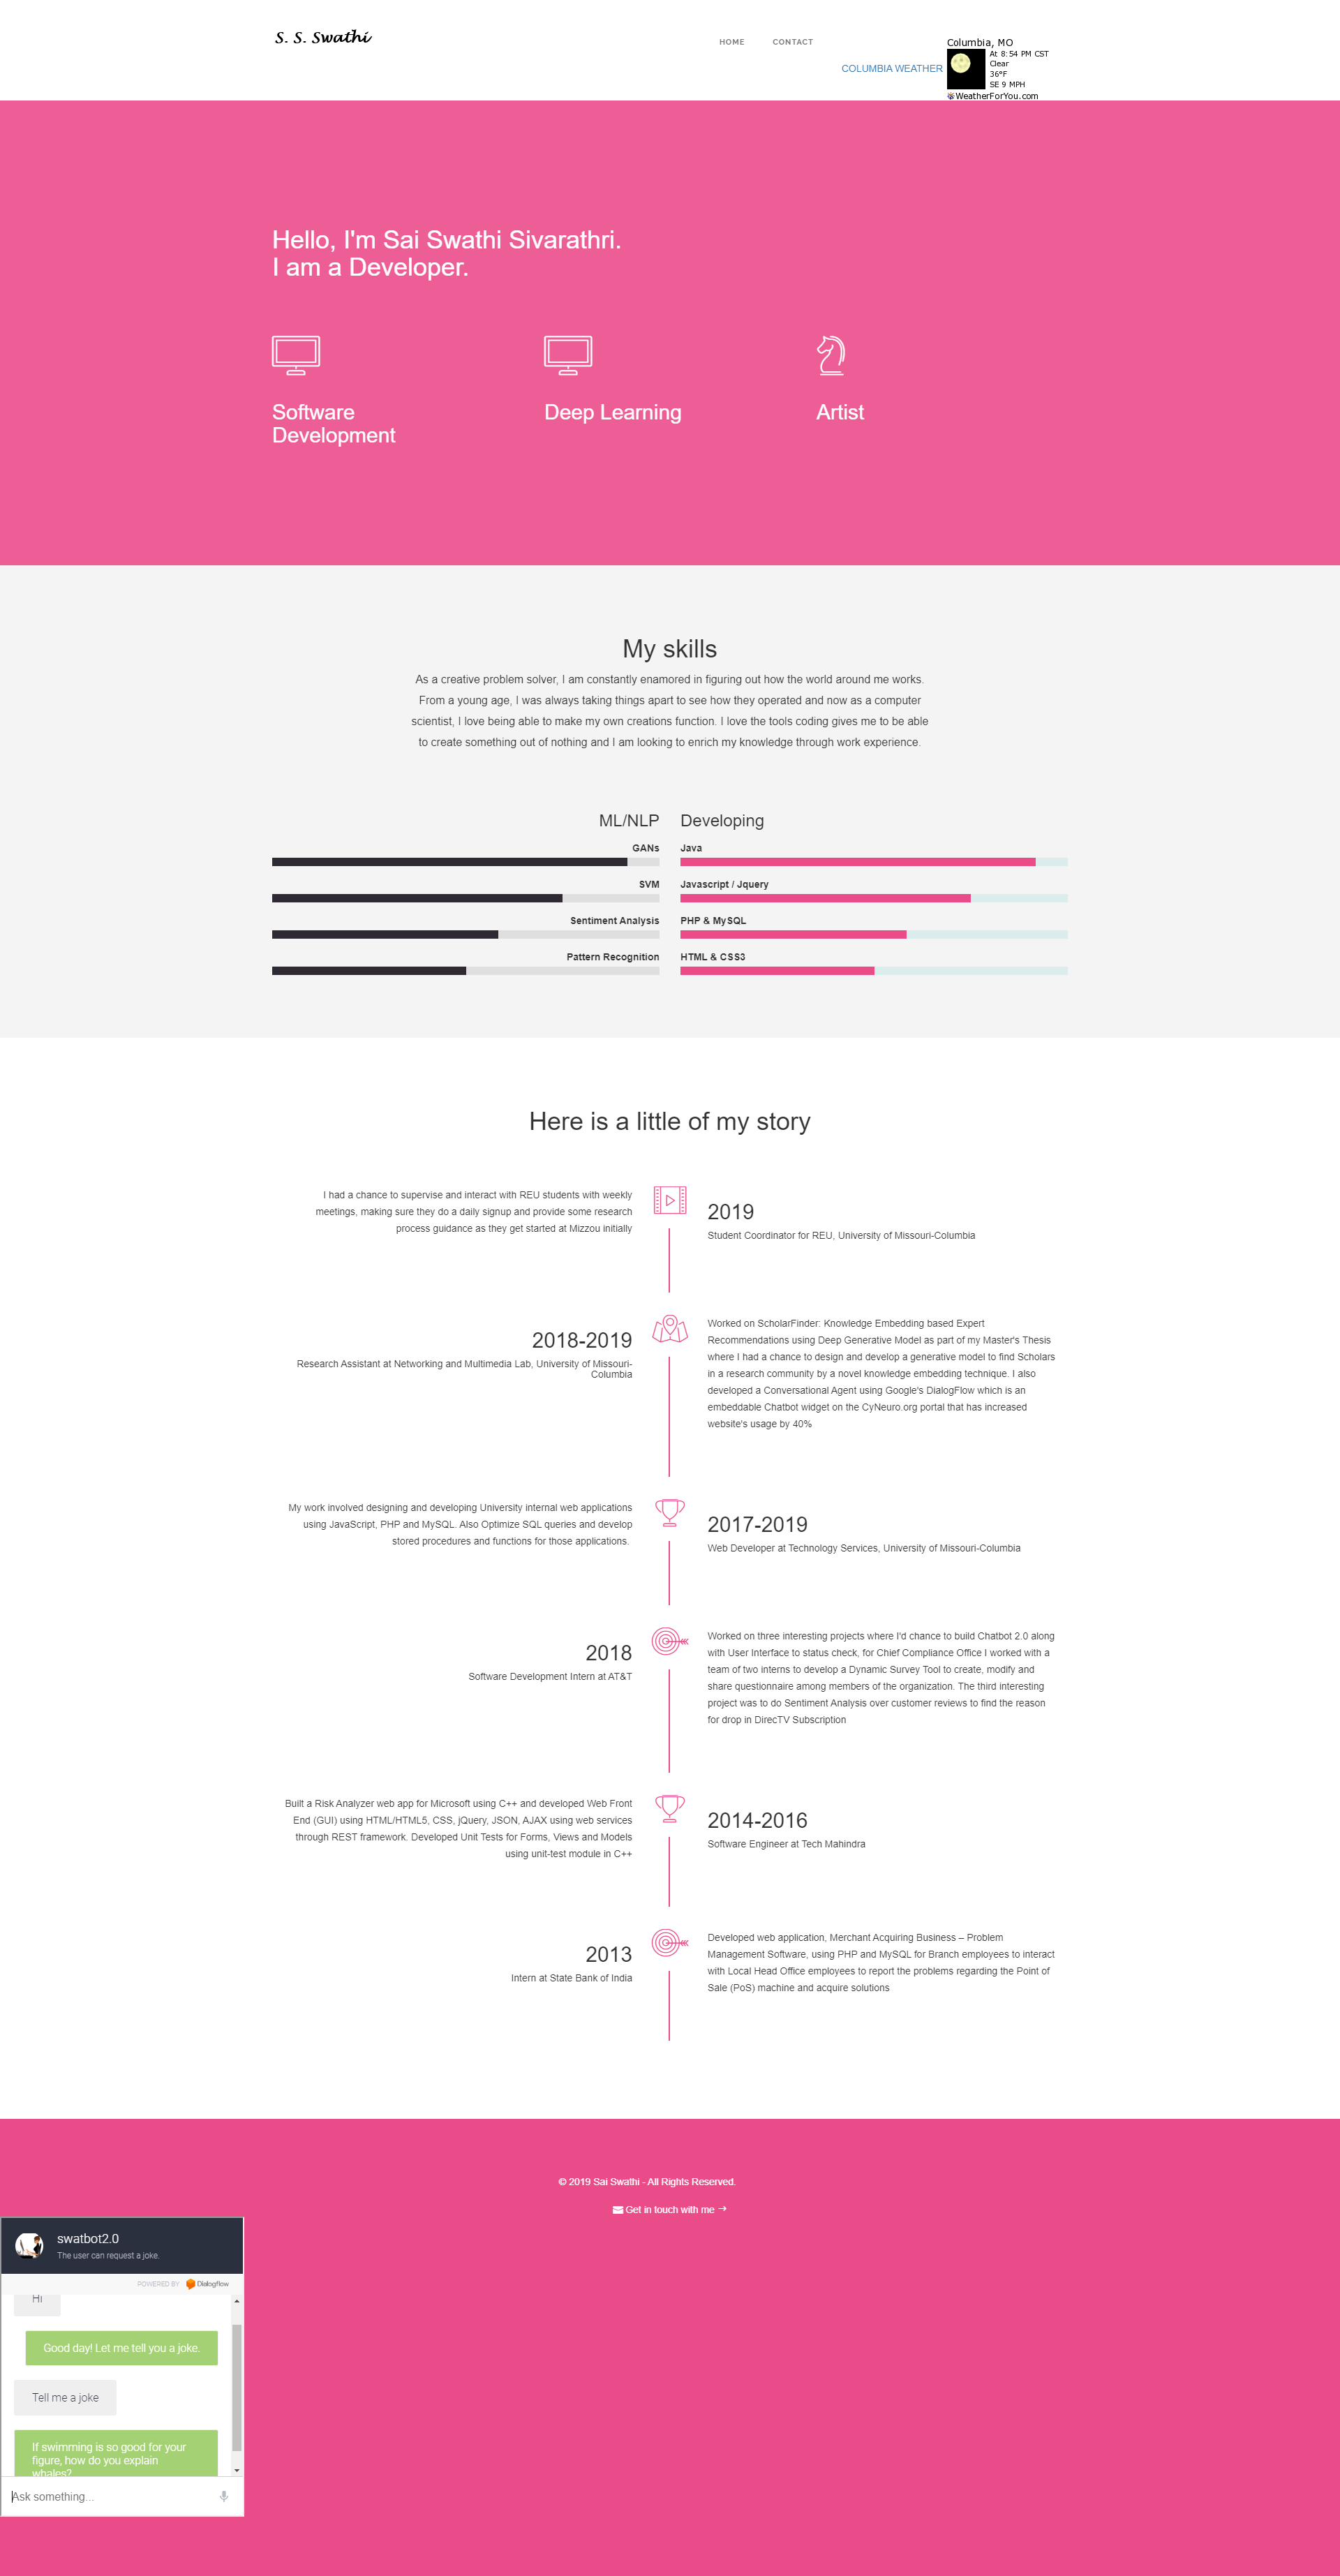 S. S. Swathi
HOME
CONTACT
COLUMBIA WEATHER
Columbia, MO
At 8:54 PM CST
Clear
36°F
SE 9 MPH
WeatherForYou.com
Hello, I'm Sai Swathi Sivarathri.
I am a Developer.
Software
Development
Deep Learning
Artist
My skills
As a creative problem solver, I am constantly enamored in figuring out how the world around me works.
From a young age, I was always taking things apart to see how they operated and now as a computer
scientist, I love being able to make my own creations function. I love the tools coding gives me to be able
to create something out of nothing and I am looking to enrich my knowledge through work experience.
ML/NLP
GANs
SVM
Sentiment Analysis
Pattern Recognition
Developing
Java
Javascript / Jquery
PHP & MySQL
HTML & CSS3
Here is a little of my story
I had a chance to supervise and interact with REU students with weekly
meetings, making sure they do a daily signup and provide some research
process guidance as they get started at Mizzou initially
2019
Student Coordinator for REU, University of Missouri-Columbia
2018-2019
Research Assistant at Networking and Multimedia Lab, University of Missouri-
Columbia
Worked on ScholarFinder: Knowledge Embedding based Expert
Recommendations using Deep Generative Model as part of my Master's Thesis
where I had a chance to design and develop a generative model to find Scholars
in a research community by a novel knowledge embedding technique. I also
developed a Conversational Agent using Google's DialogFlow which is an
embeddable Chatbot widget on the CyNeuro.org portal that has increased
website's usage by 40%
My work involved designing and developing University internal web applications
using JavaScript, PHP and MySQL. Also Optimize SQL queries and develop
stored procedures and functions for those applications.
2017-2019
Web Developer at Technology Services, University of Missouri-Columbia
2018
Software Development Intern at AT&T
Worked on three interesting projects where I'd chance to build Chatbot 2.0 along
with User Interface to status check, for Chief Compliance Office I worked with a
team of two interns to develop a Dynamic Survey Tool to create, modify and
share questionnaire among members of the organization. The third interesting
project was to do Sentiment Analysis over customer reviews to find the reason
for drop in DirecTV Subscription
Built a Risk Analyzer web app for Microsoft using C++ and developed Web Front
End (GUI) using HTML/HTML5, CSS, jQuery, JSON, AJAX using web services
through REST framework. Developed Unit Tests for Forms, Views and Models
using unit-test module in C++
2014-2016
Software Engineer at Tech Mahindra
2013
Intern at State Bank of India
Developed web application, Merchant Acquiring Business – Problem
Management Software, using PHP and MySQL for Branch employees to interact
with Local Head Office employees to report the problems regarding the Point of
Sale (PoS) machine and acquire solutions
© 2019 Sai Swathi - All Rights Reserved.
Get in touch with me
swatbot2.0
The user can request a joke.
POWERED BY Dialogflow
Hi
Good day! Let me tell you a joke.
Tell me a joke
If swimming is so good for your
figure, how do you explain
whales?
Ask something...